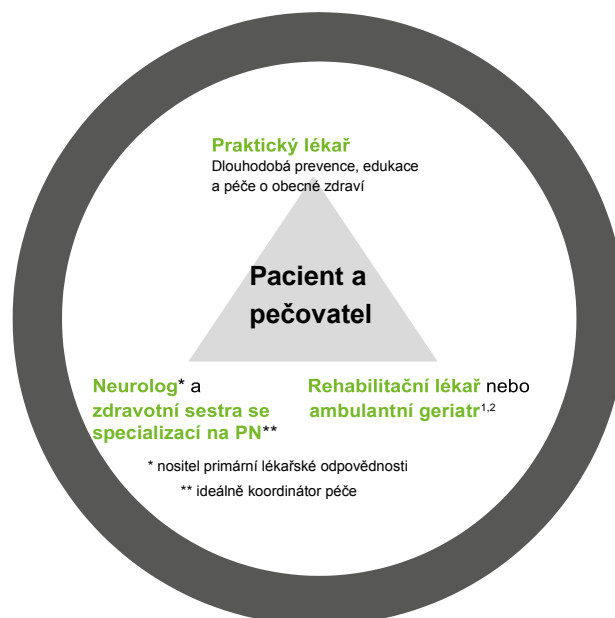 Praktický lékař
Dlouhodobá prevence, edukace
a péče o obecné zdraví
Pacient a
pečovatel
Neurolog* a
zdravotní sestra se
specializací na PN**
Rehabilitační lékař nebo
ambulantní geriatr1,2
* nositel primární lékařské odpovědnosti
** ideálně koordinátor péče